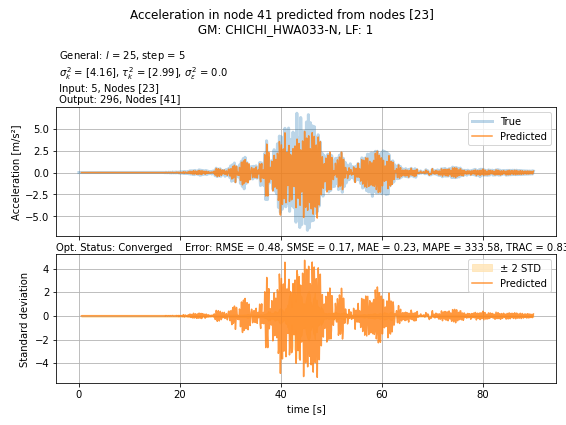 Acceleration in node 41 predicted from nodes [23]
GM: CHICHI_HWA033-N, LF: 1
General: l = 25, step = 5
σ²ₖ = [4.16], τ²ₖ = [2.99], σ²ε = 0.0
Input: 5, Nodes [23]
Output: 296, Nodes [41]
Acceleration [m/s²]
5.0
2.5
0.0
−2.5
−5.0
True
Predicted
Opt. Status: Converged Error: RMSE = 0.48, SMSE = 0.17, MAE = 0.23, MAPE = 333.58, TRAC = 0.83
Standard deviation
4
2
0
−2
−4
± 2 STD
Predicted
0 20 40 60 80
time [s]